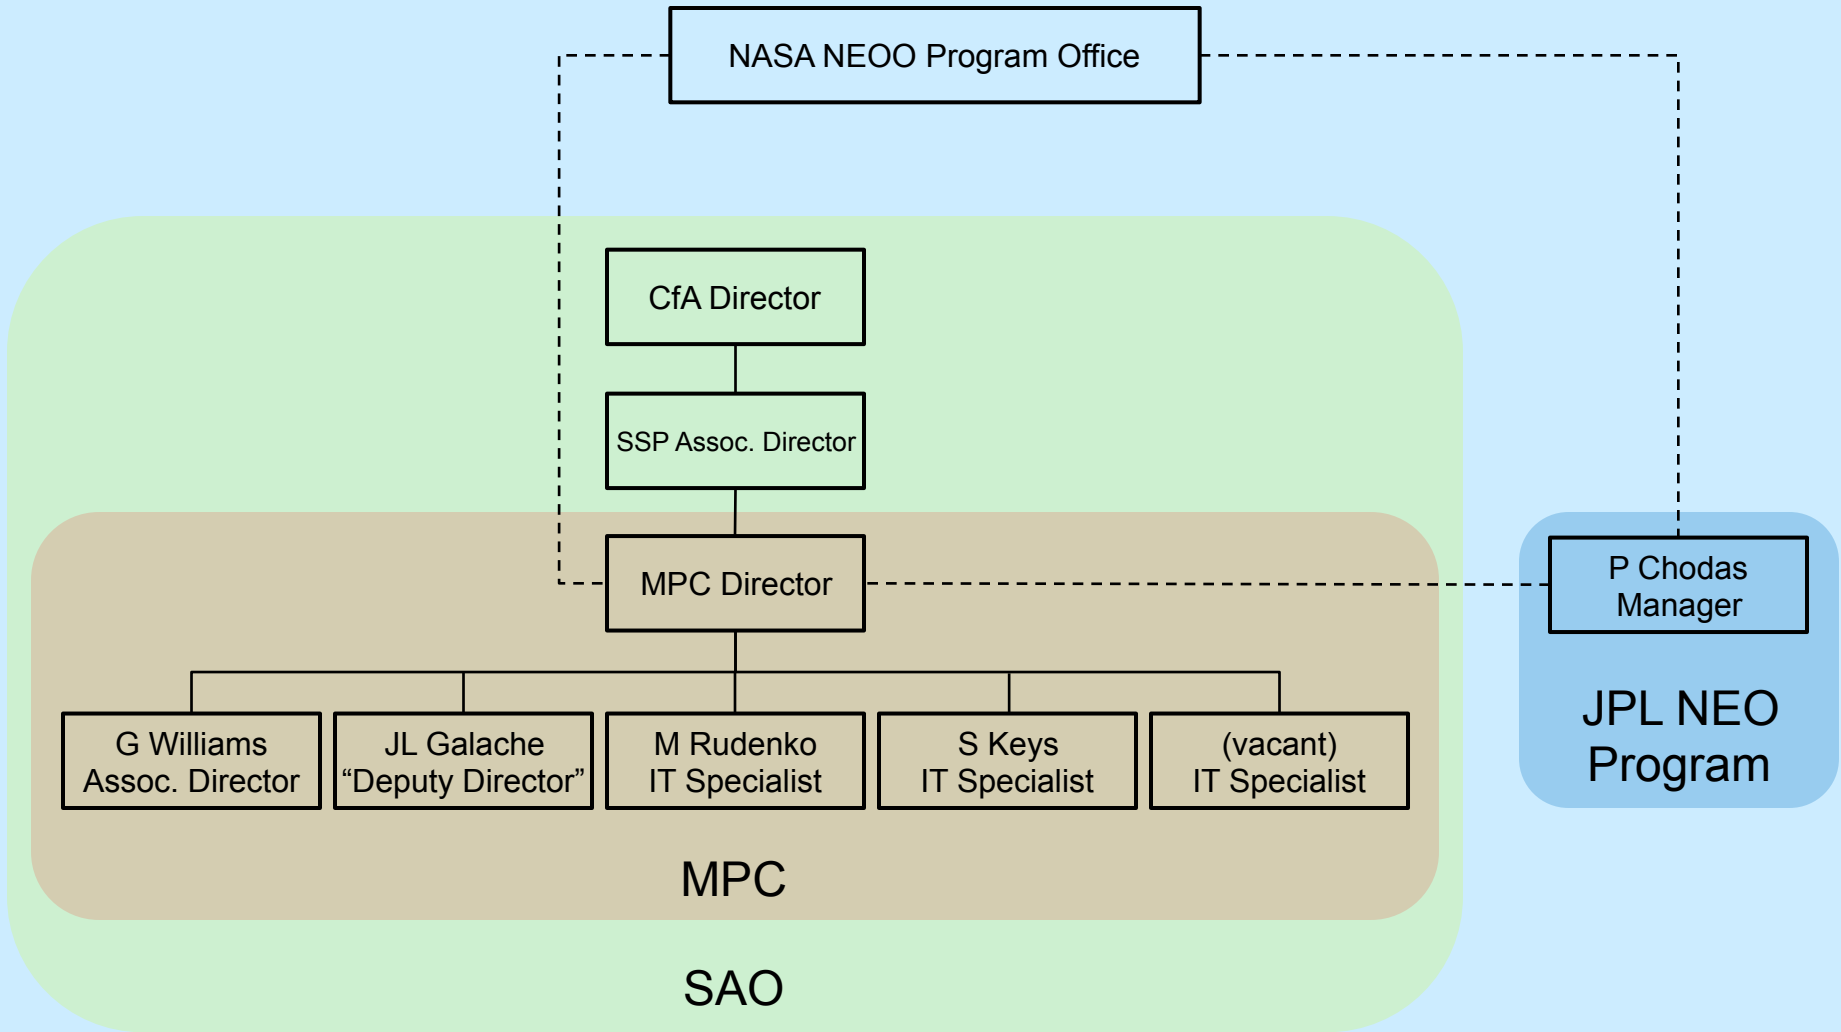 NASA NEOO Program Office
CfA Director
SSP Assoc. Director
MPC Director
P Chodas
Manager
JPL NEO
Program
G Williams
Assoc. Director
JL Galache
“Deputy Director”
M Rudenko
IT Specialist
S Keys
IT Specialist
(vacant)
IT Specialist
MPC
SAO